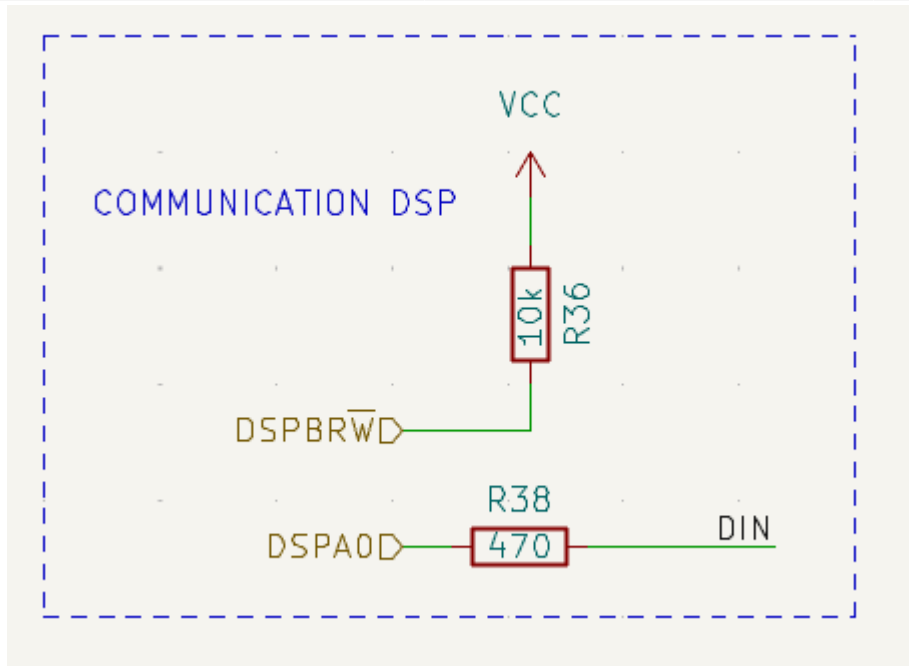 VCC
COMMUNICATION DSP
10k
R36
DSPBRW̅
R38
DSPA0
470
DIN